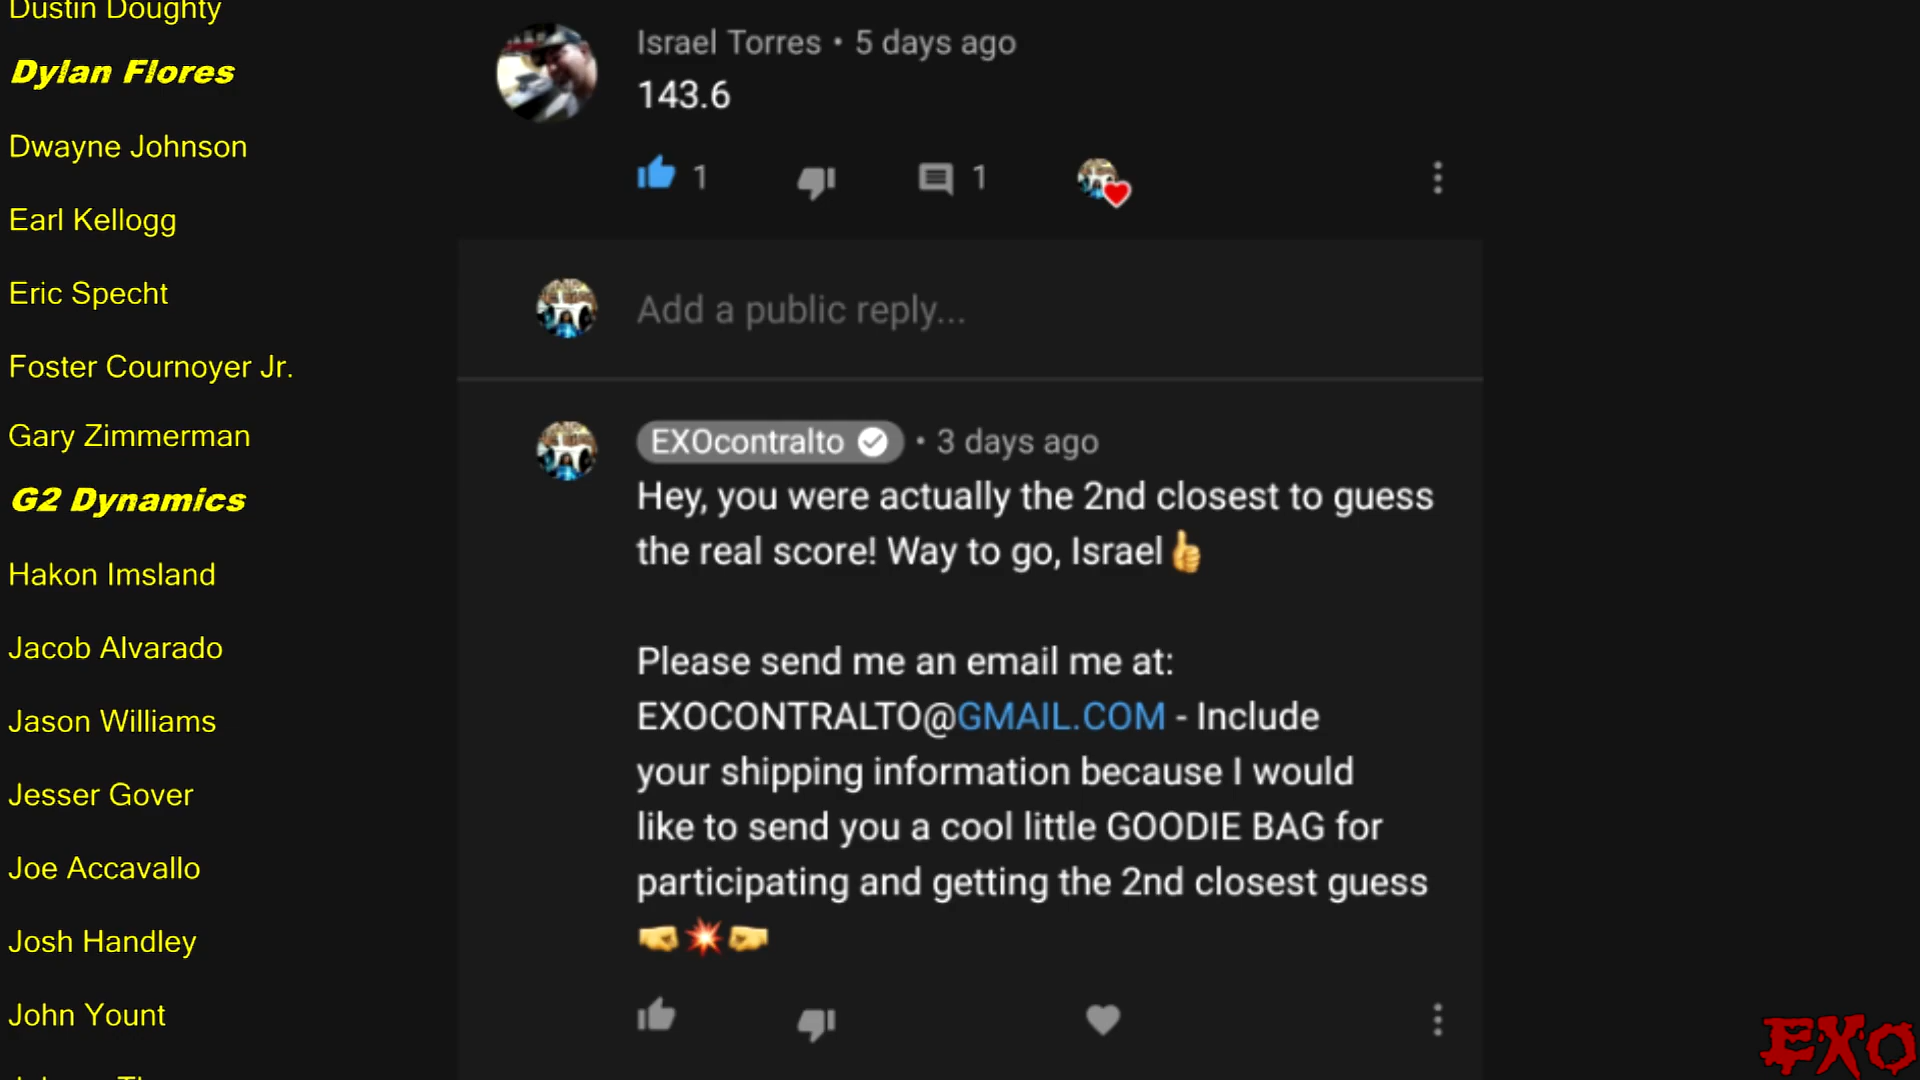 Dustin Doughty
Dylan Flores
Dwayne Johnson
Earl Kellogg
Eric Specht
Foster Cournoyer Jr.
Gary Zimmerman
G2 Dynamics
Hakon Imsland
Jacob Alvarado
Jason Williams
Jesser Gover
Joe Accavallo
Josh Handley
John Yount
Israel Torres • 5 days ago
143.6
1
1
Add a public reply...
EXOcontralto • 3 days ago
Hey, you were actually the 2nd closest to guess
the real score! Way to go, Israel👍
Please send me an email me at:
EXOCONTRALTO@GMAIL.COM - Include
your shipping information because I would
like to send you a cool little GOODIE BAG for
participating and getting the 2nd closest guess
🤜💥🤛
EXO